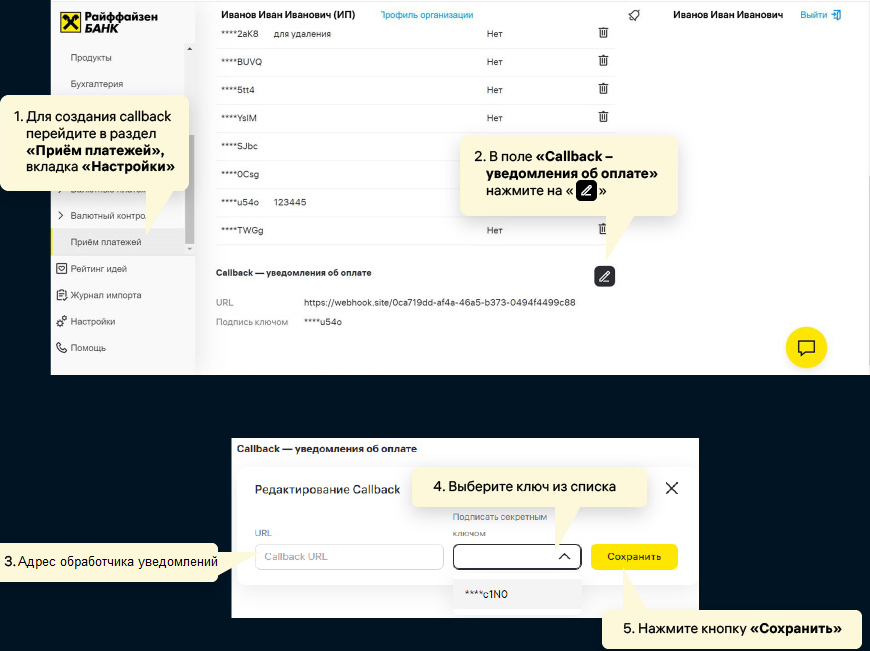 Райффайзен
БАНК
Иванов Иван Иванович (ИП) Профиль организации Иванов Иван Иванович Выйти
****2aK8 для удаления Нет
Продукты
****BUVQ Нет
Бухгалтерия
****5tt4 Нет
1. Для создания callback
перейдите в раздел
«Приём платежей»,
вкладка «Настройки»
****YsIM Нет
****SJbc
****0Csg
2. В поле «Callback –
уведомления об оплате»
нажмите на « »
****u54o 123445
Валютный контро
****TWGg Нет
Приём платежей
Рейтинг идей
Callback — уведомления об оплате
Журнал импорта
URL https://webhook.site/0ca719dd-af4a-46a5-b373-0494f4499c88
Настройки
Подпись ключом ****u54o
Помощь
Callback — уведомления об оплате
Редактирование Callback
4. Выберите ключ из списка
URL
Подписать секретным
ключом
3. Адрес обработчика уведомлений
Callback URL
Сохранить
****c1N0
5. Нажмите кнопку «Сохранить»